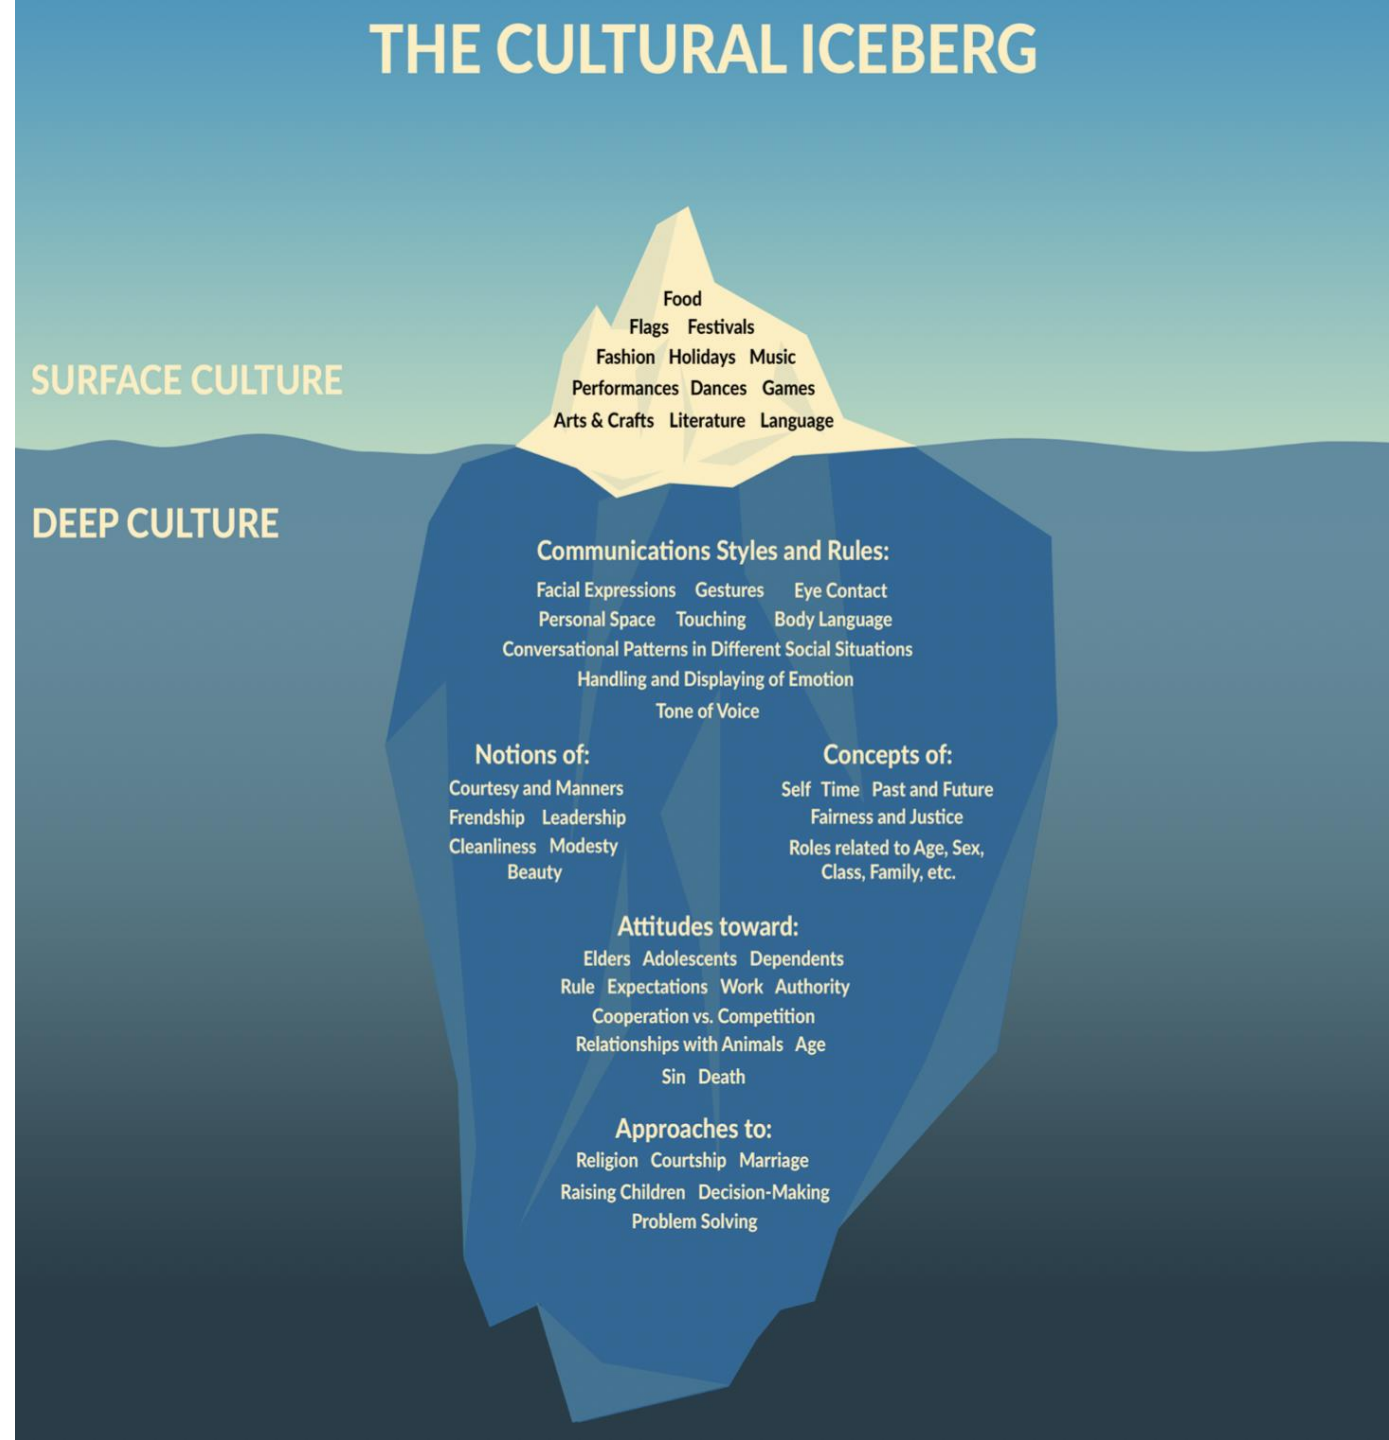 THE CULTURAL ICEBERG
Food
Flags Festivals
Fashion Holidays Music
SURFACE CULTURE
Performances Dances Games
Arts & Crafts Literature Language
DEEP CULTURE
Communications Styles and Rules:
Facial Expressions Gestures Eye Contact
Personal Space Touching Body Language
Conversational Patterns in Different Social Situations
Handling and Displaying of Emotion
Tone of Voice
Notions of:
Courtesy and Manners
Frendship Leadership
Cleanliness Modesty
Beauty
Concepts of:
Self Time Past and Future
Fairness and Justice
Roles related to Age, Sex,
Class, Family, etc.
Attitudes toward:
Elders Adolescents Dependents
Rule Expectations Work Authority
Cooperation vs. Competition
Relationships with Animals Age
Sin Death
Approaches to:
Religion Courtship Marriage
Raising Children Decision-Making
Problem Solving